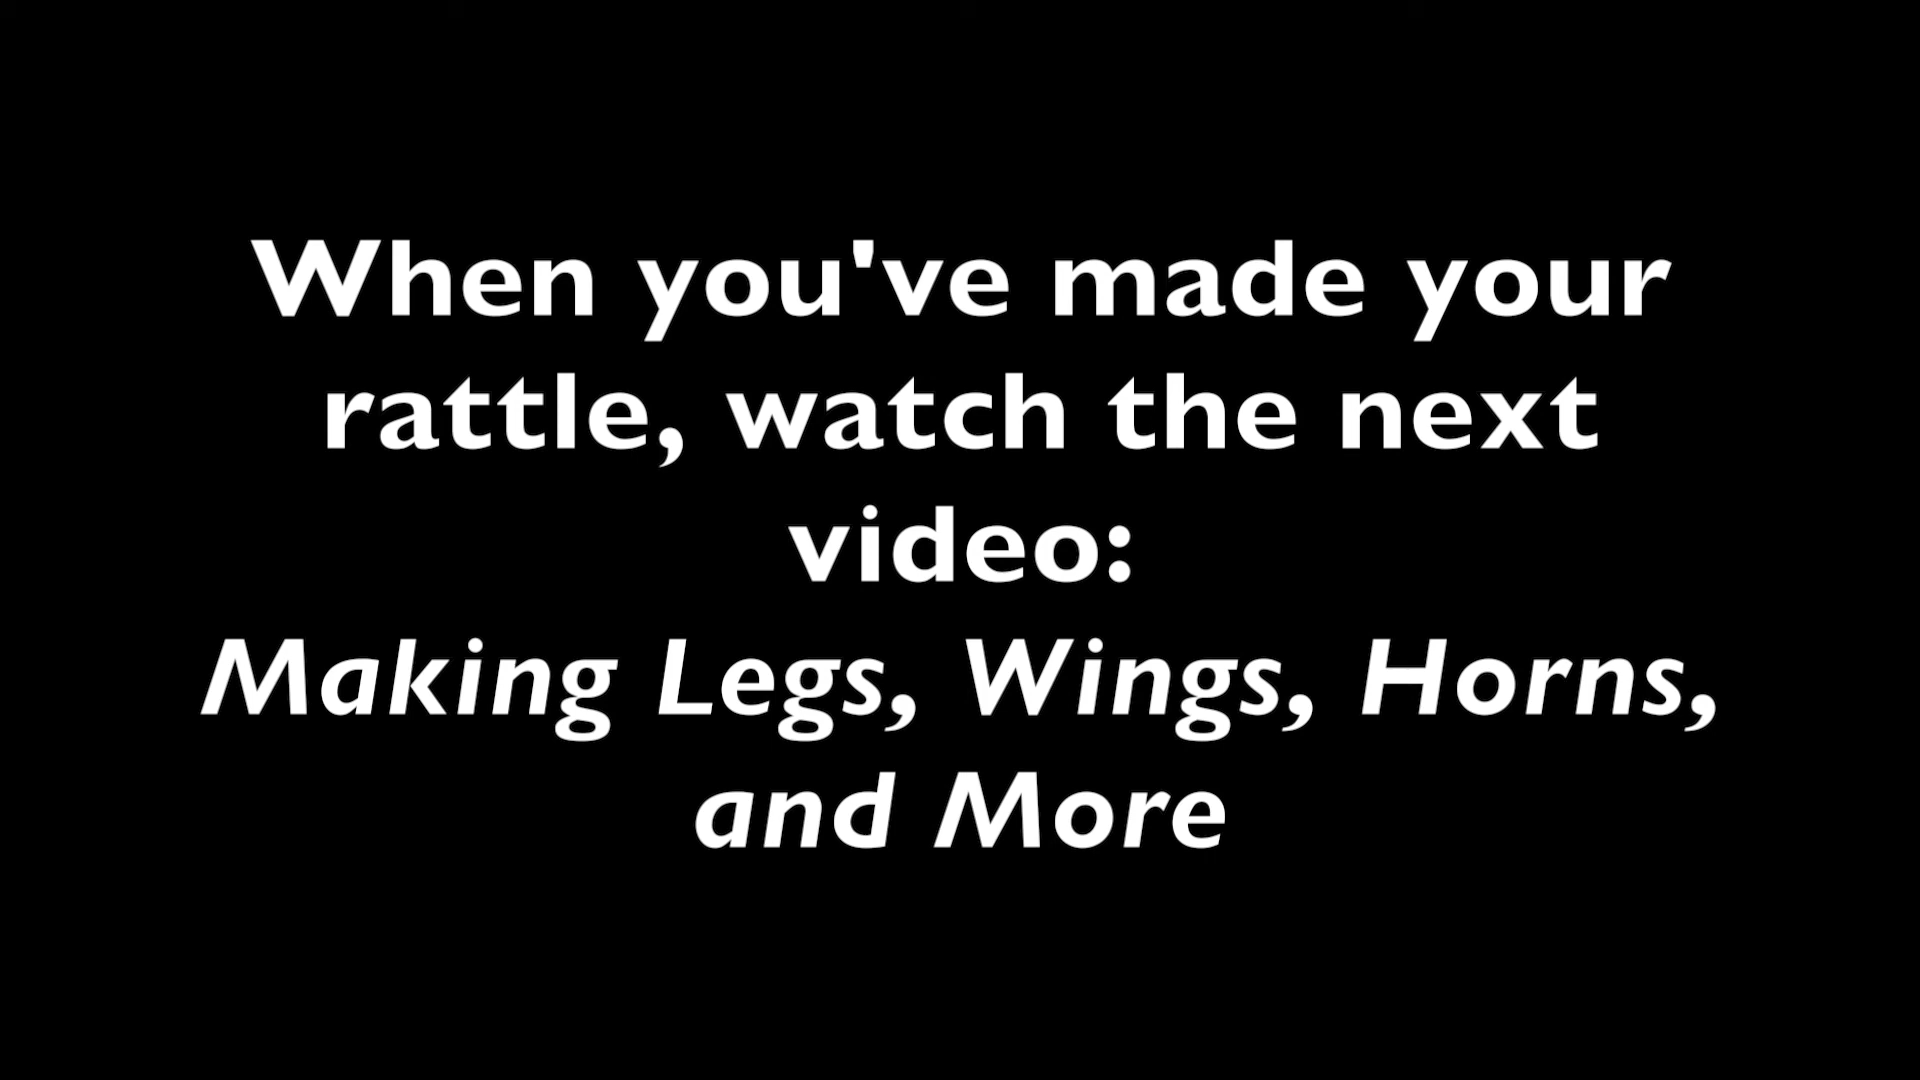 When you've made your
rattle, watch the next
video:
Making Legs, Wings, Horns,
and More